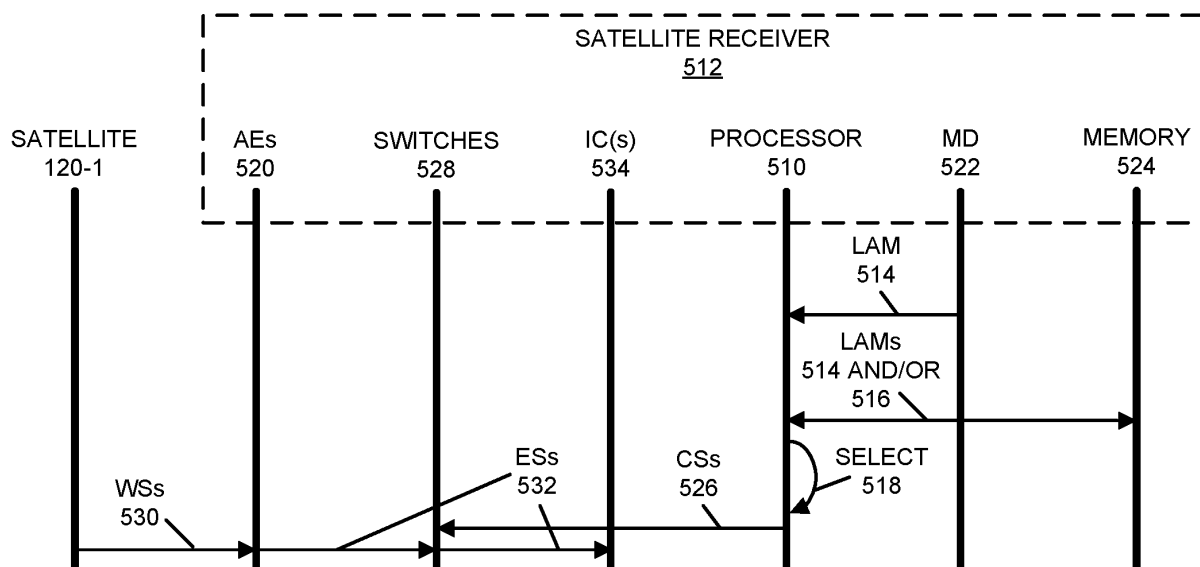 SATELLITE RECEIVER
512
SATELLITE
120-1
AEs
520
SWITCHES
528
IC(s)
534
PROCESSOR
510
MD
522
MEMORY
524
LAM
514
LAMs
514 AND/OR
516
SELECT
518
CSs
526
ESs
532
WSs
530